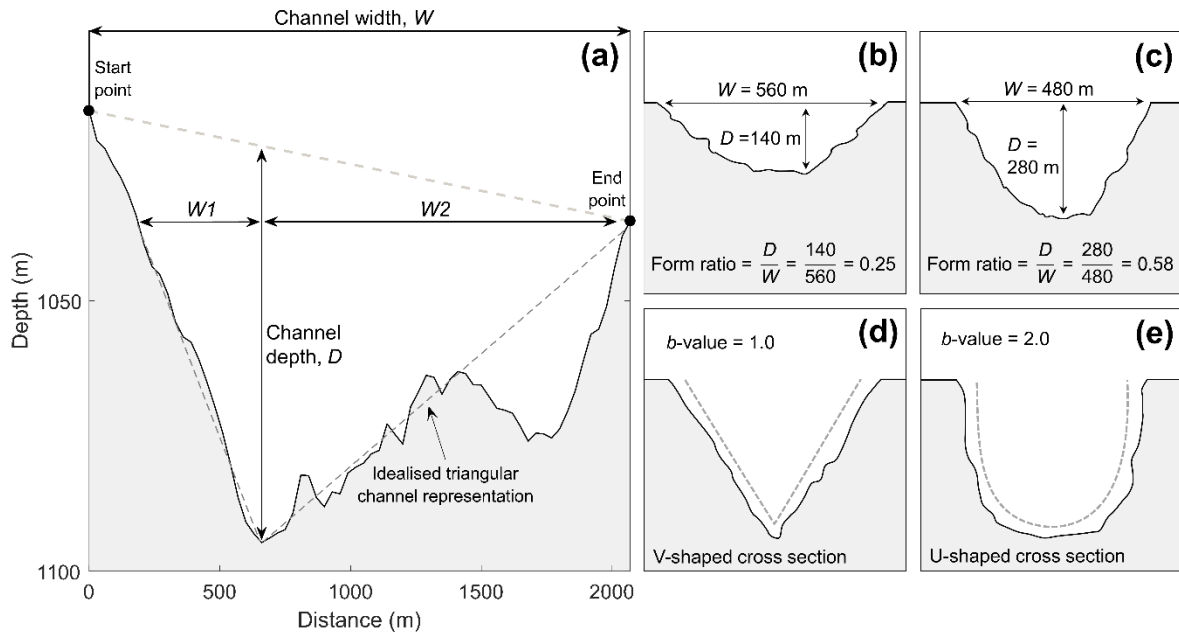 Channel width, W
(a)
Start
point
W1
W2
End
point
Channel
depth, D
Idealised triangular
channel representation
Depth (m)
1050
1100
0
500
1000
1500
2000
Distance (m)
(b)
W = 560 m
D = 140 m
Form ratio = D/W = 140/560 = 0.25
(c)
W = 480 m
D =
280 m
Form ratio = D/W = 280/480 = 0.58
(d)
b-value = 1.0
V-shaped cross section
(e)
b-value = 2.0
U-shaped cross section